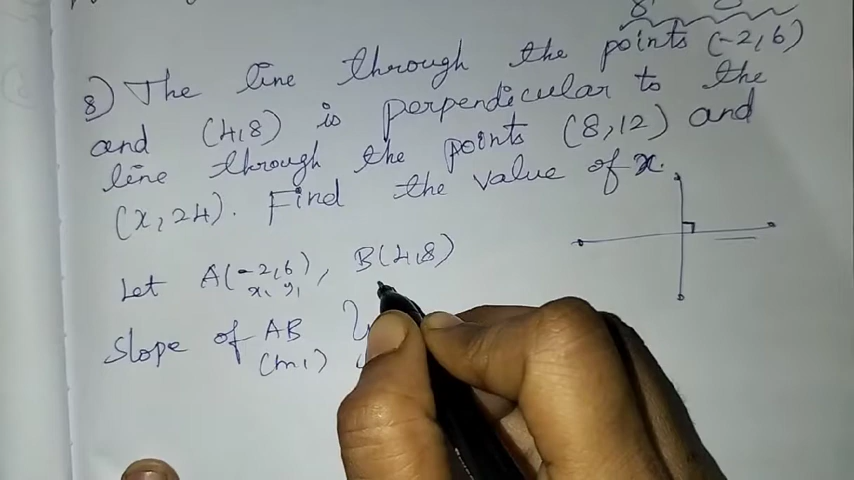 8) The line through the points (-2,6)
and (4,8) is perpendicular to the
line through the points (8,12) and
(x,24). Find the value of x.
Let A(-2,6), B(4,8)
x₁ y₁
Slope of AB
(m1)